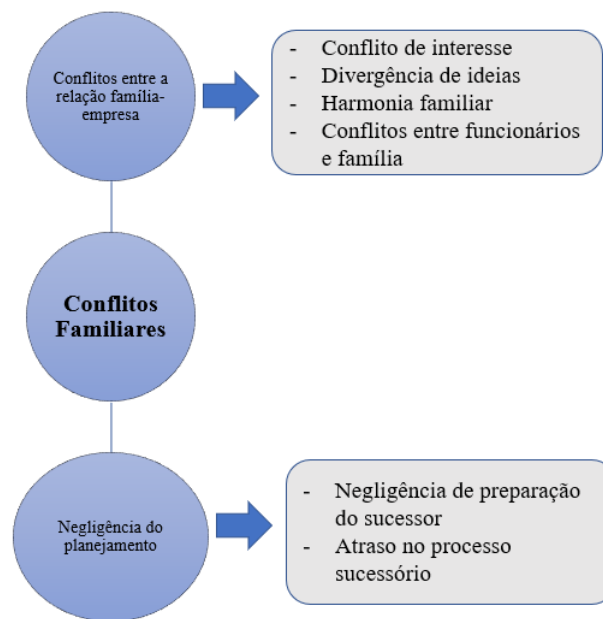 Conflitos entre a
relação família-
empresa
- Conflito de interesse
- Divergência de ideias
- Harmonia familiar
- Conflitos entre funcionários
e família
Conflitos
Familiares
Negligência do
planejamento
- Negligência de preparação
do sucessor
- Atraso no processo
sucessório